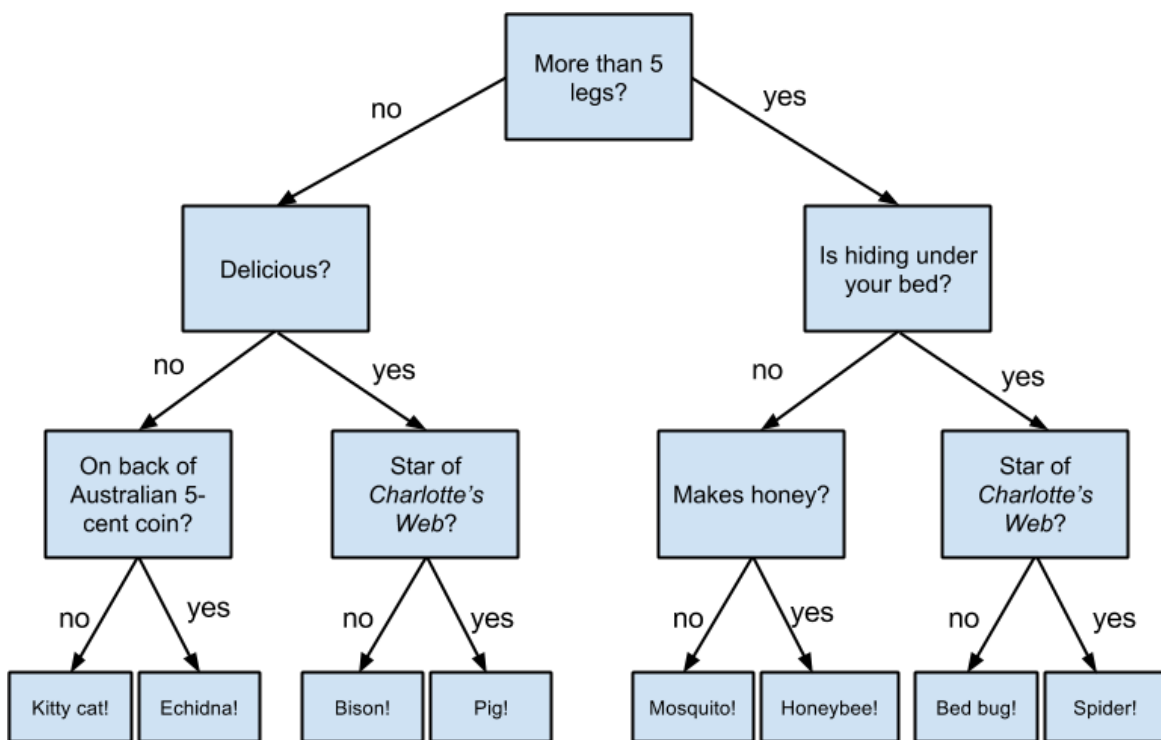 More than 5
legs?
no
yes
Delicious?
Is hiding under
your bed?
no
yes
no
yes
On back of
Australian 5-
cent coin?
Star of
Charlotte's
Web?
Makes honey?
Star of
Charlotte's
Web?
no
yes
no
yes
no
yes
no
yes
Kitty cat!
Echidna!
Bison!
Pig!
Mosquito!
Honeybee!
Bed bug!
Spider!